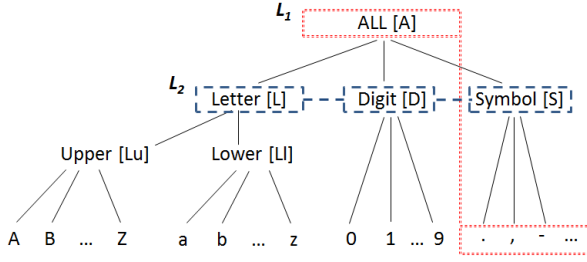 L1
ALL [A]
L2
Letter [L] Digit [D] Symbol [S]
Upper [Lu] Lower [Ll]
A B ... Z a b ... z 0 1 ... 9 . , - ...